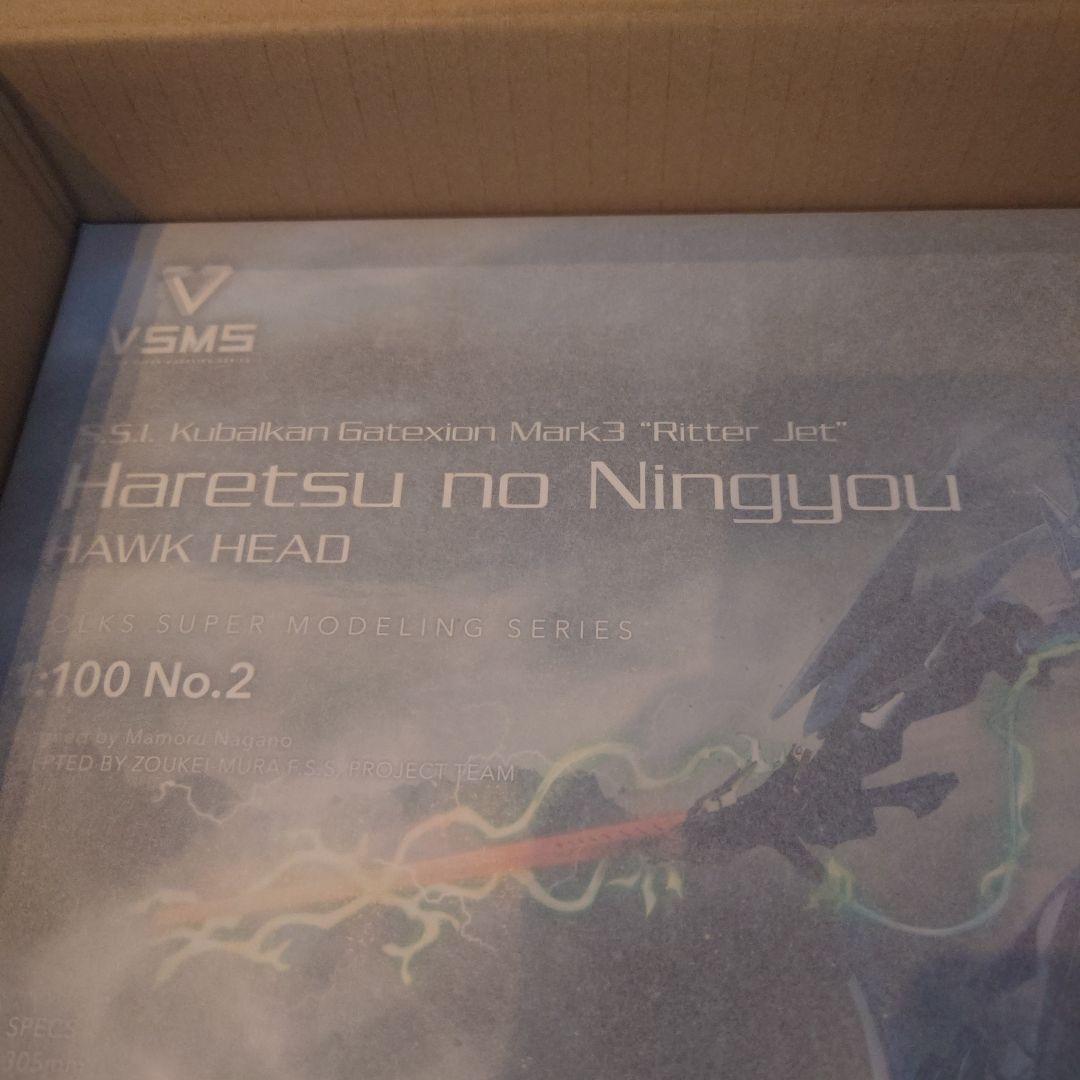 VSMS
S.S.I. Kubalkan Gatexion Mark3 "Ritter Jet"
Haretsu no Ningyou
HAWK HEAD
OLKS SUPER MODELING SERIES
1:100 No.2
by Mamoru Nagano
PTED BY ZOUKEI-MURA F.S.S. PROJECT TEAM
SPECS
305mm